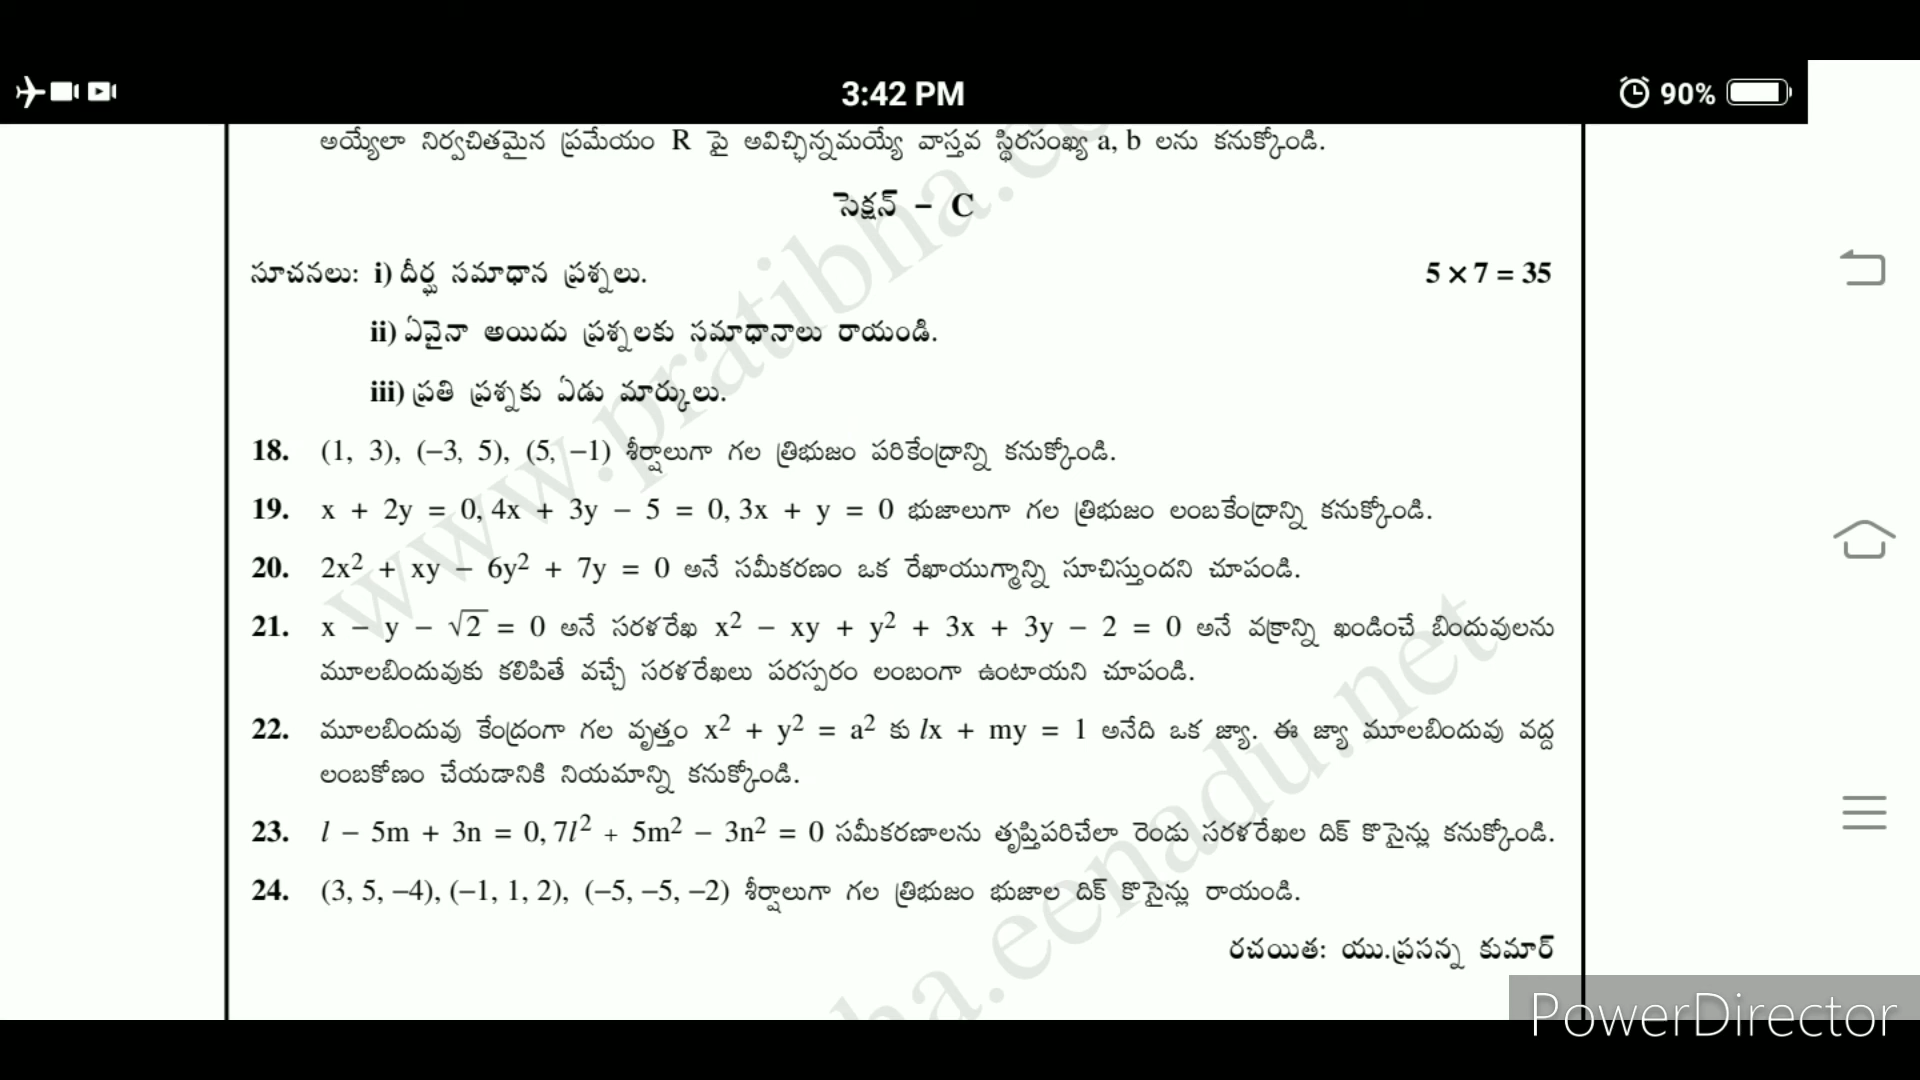 3:42 PM
90%
అయ్యేలా నిర్వచితమైన ప్రమేయం R పై అవిచ్ఛిన్నమయ్యే వాస్తవ స్థిరసంఖ్య a, b లను కనుక్కోండి.
సెక్షన్ – C
సూచనలు: i) దీర్ఘ సమాధాన ప్రశ్నలు. 5 × 7 = 35
ii) ఏవైనా అయిదు ప్రశ్నలకు సమాధానాలు రాయండి.
iii) ప్రతి ప్రశ్నకు ఏడు మార్కులు.
18. (1, 3), (−3, 5), (5, −1) శీర్షాలుగా గల త్రిభుజం పరికేంద్రాన్ని కనుక్కోండి.
19. x + 2y = 0, 4x + 3y − 5 = 0, 3x + y = 0 భుజాలుగా గల త్రిభుజం లంబకేంద్రాన్ని కనుక్కోండి.
20. 2x² + xy − 6y² + 7y = 0 అనే సమీకరణం ఒక రేఖాయుగ్మాన్ని సూచిస్తుందని చూపండి.
21. x − y − √2 = 0 అనే సరళరేఖ x² − xy + y² + 3x + 3y − 2 = 0 అనే వక్రాన్ని ఖండించే బిందువులను
మూలబిందువుకు కలిపితే వచ్చే సరళరేఖలు పరస్పరం లంబంగా ఉంటాయని చూపండి.
22. మూలబిందువు కేంద్రంగా గల వృత్తం x² + y² = a² కు lx + my = 1 అనేది ఒక జ్యా. ఈ జ్యా మూలబిందువు వద్ద
లంబకోణం చేయడానికి నియమాన్ని కనుక్కోండి.
23. l − 5m + 3n = 0, 7l² + 5m² − 3n² = 0 సమీకరణాలను తృప్తిపరిచేలా రెండు సరళరేఖల దిక్ కొసైన్లు కనుక్కోండి.
24. (3, 5, −4), (−1, 1, 2), (−5, −5, −2) శీర్షాలుగా గల త్రిభుజం భుజాల దిక్ కొసైన్లు రాయండి.
రచయిత: యు.ప్రసన్న కుమార్
www.pratibha.eenadu.net
PowerDirector